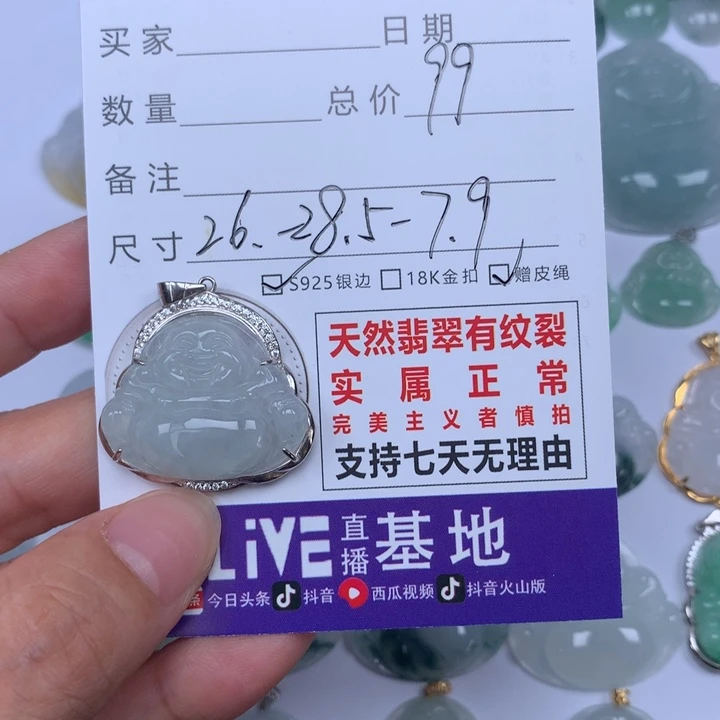 买家 日期
数量 总价 99
备注
尺寸 26.-28.5-7.9
S925银边 18K金扣 赠皮绳
天然翡翠有纹裂
实属正常
完美主义者慎拍
支持七天无理由
LiVE 直播 基地
今日头条 抖音 西瓜视频 抖音火山版